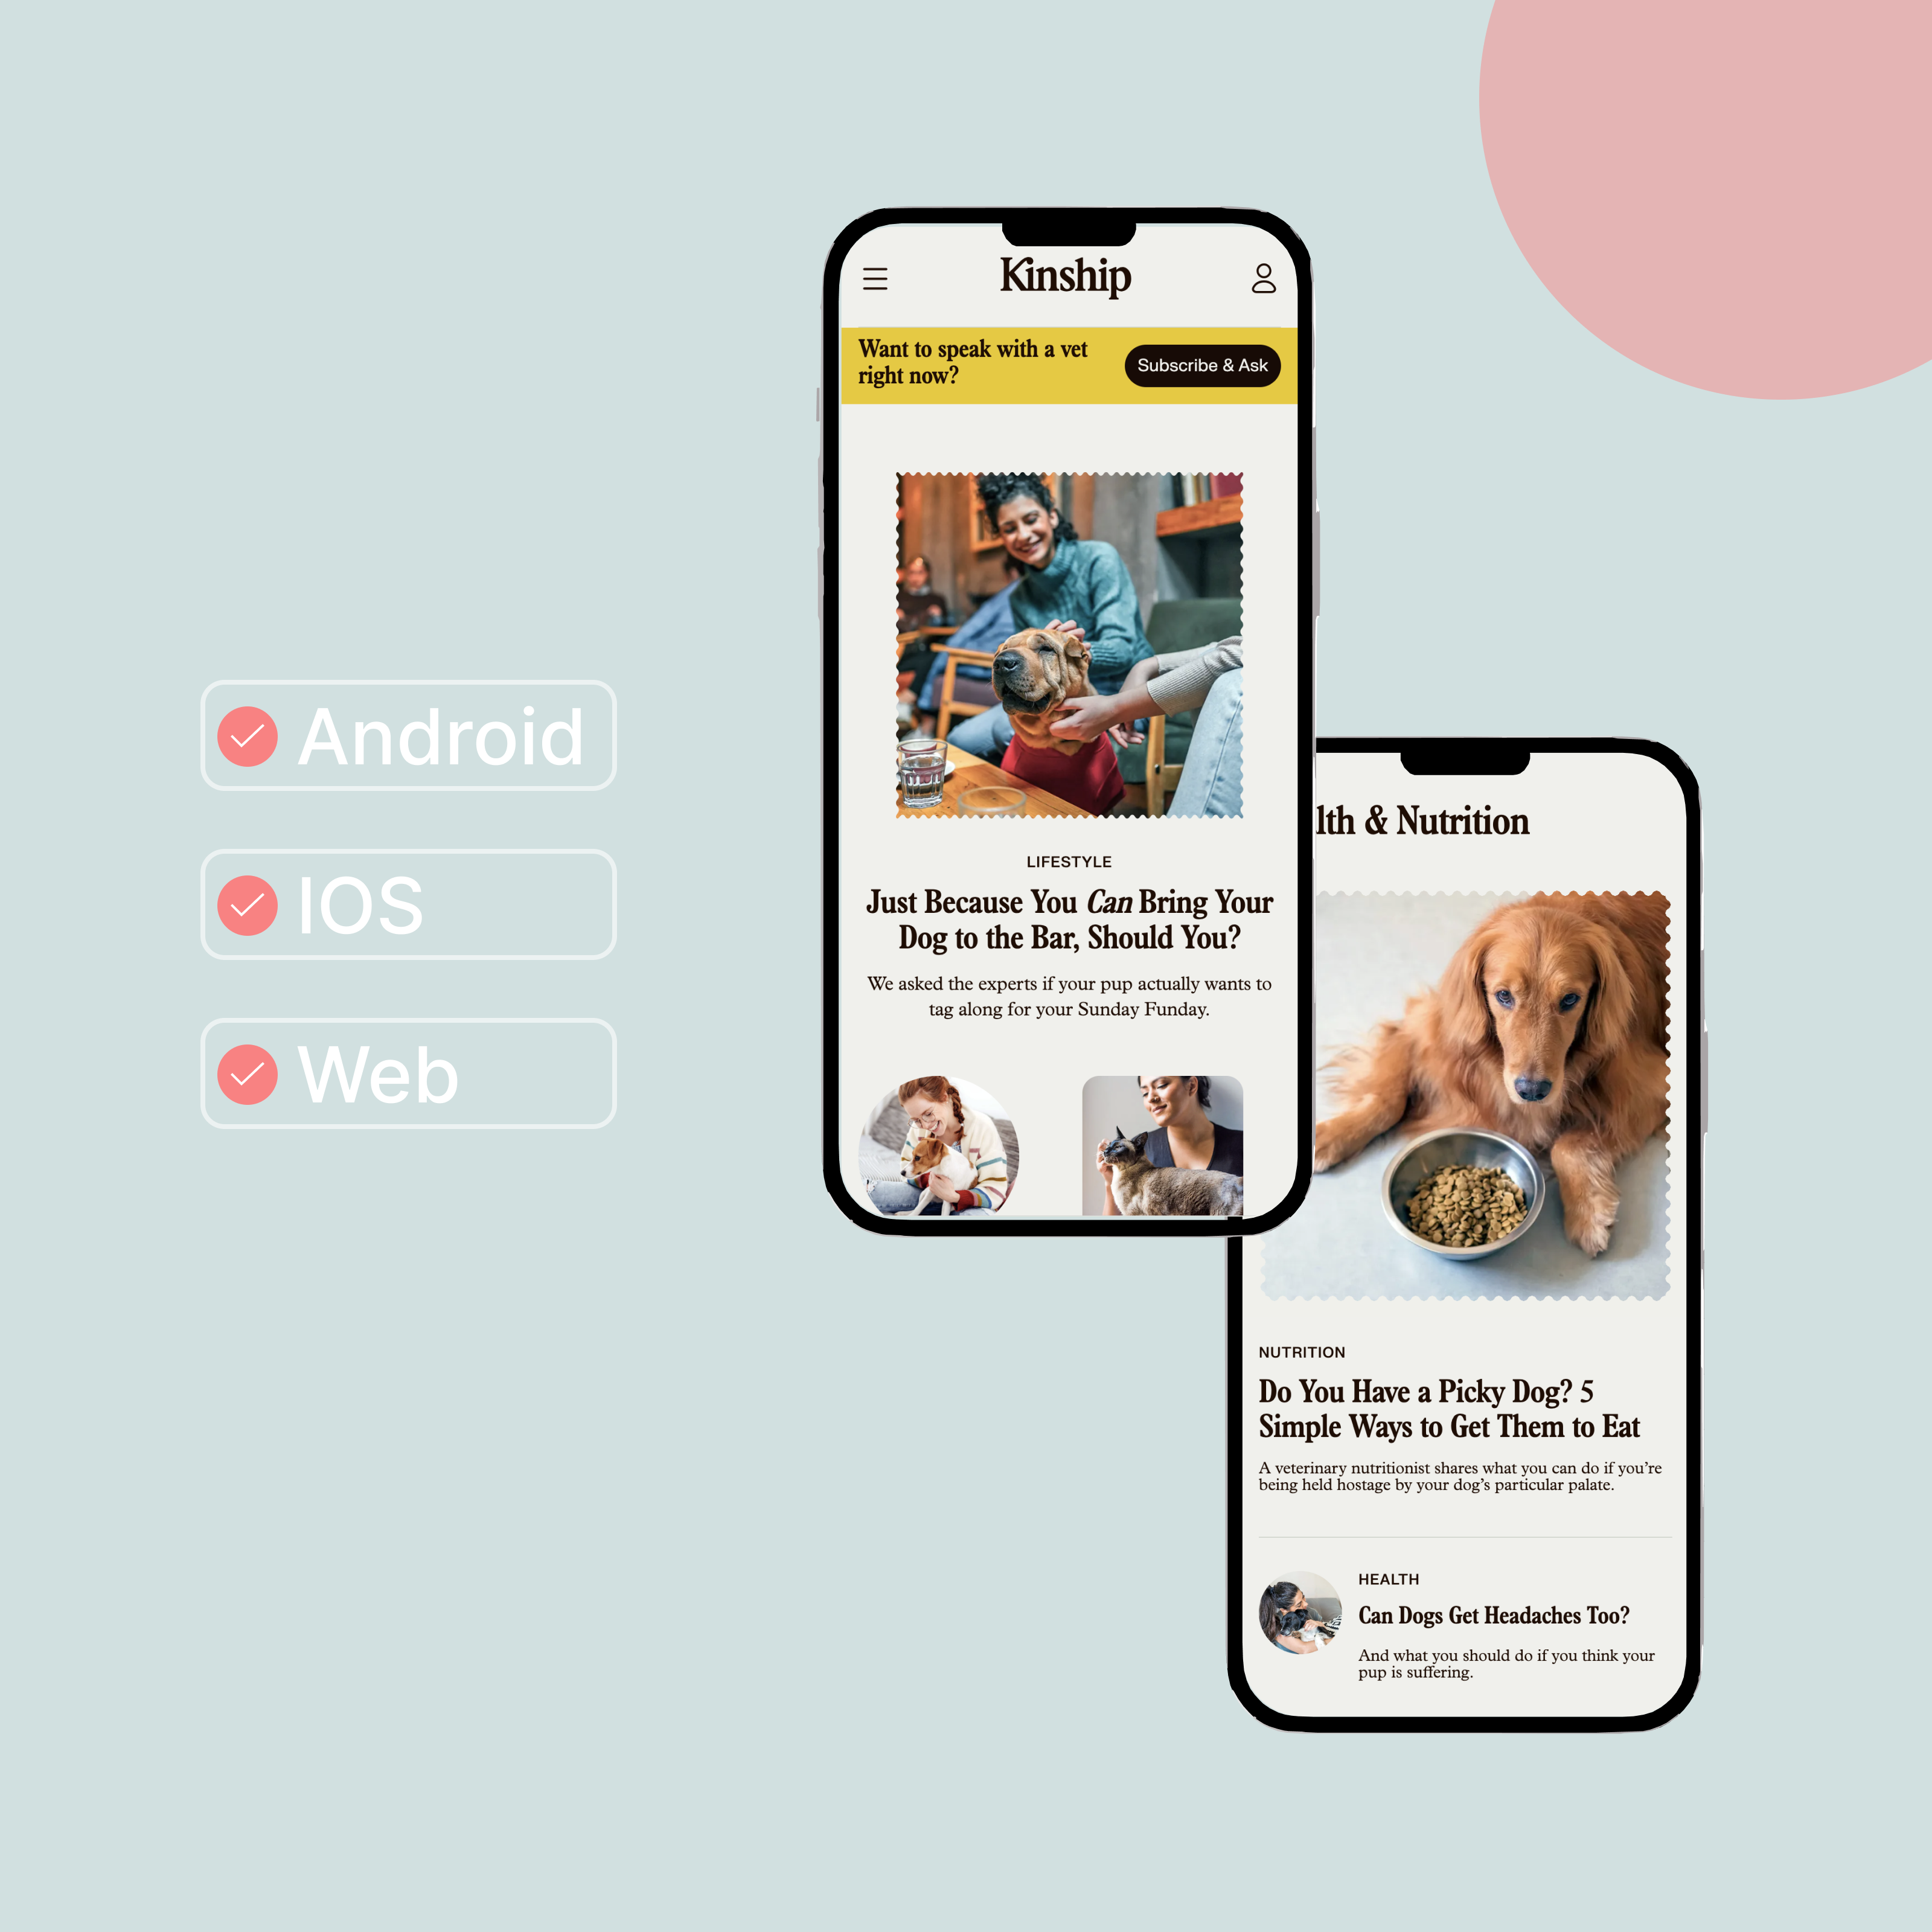 Android
IOS
Web
Kinship
Want to speak with a vet
right now?
Subscribe & Ask
LIFESTYLE
Just Because You Can Bring Your
Dog to the Bar, Should You?
We asked the experts if your pup actually wants to
tag along for your Sunday Funday.
lth & Nutrition
NUTRITION
Do You Have a Picky Dog? 5
Simple Ways to Get Them to Eat
A veterinary nutritionist shares what you can do if you’re
being held hostage by your dog’s particular palate.
HEALTH
Can Dogs Get Headaches Too?
And what you should do if you think your
pup is suffering.